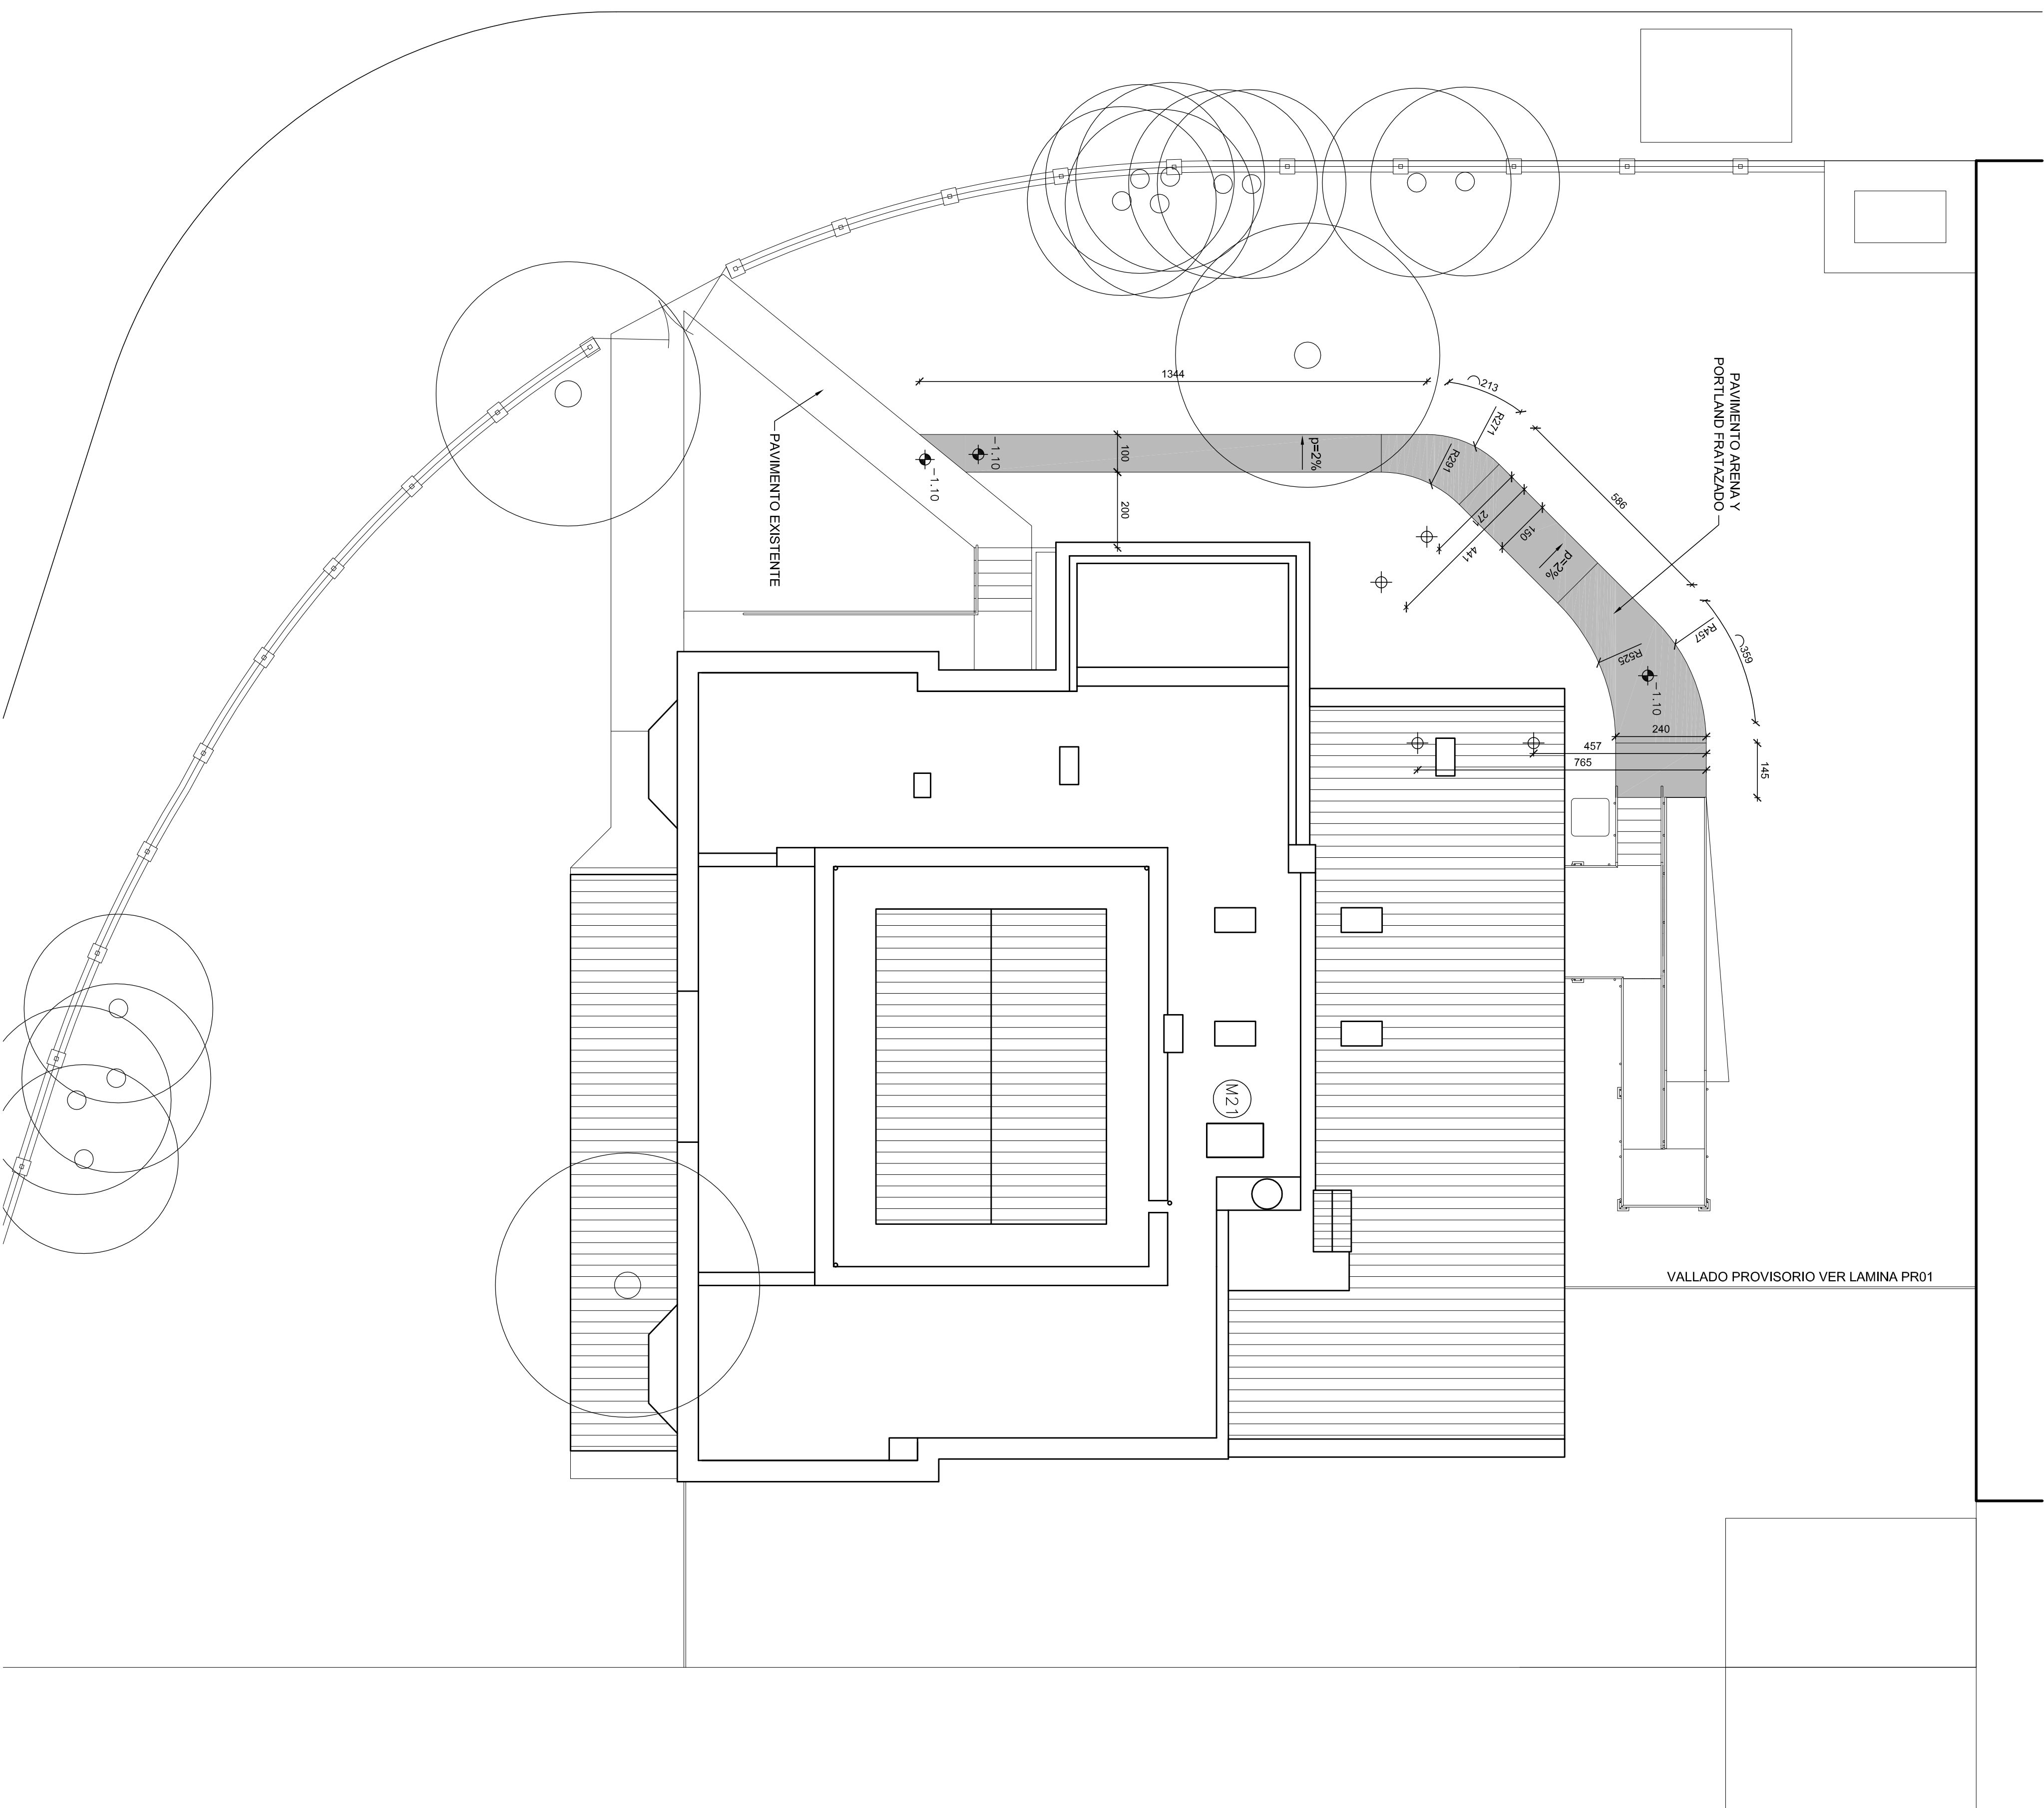 PAVIMENTO ARENA Y
PORTLAND FRATAZADO
1344
213
R271
586
100
-1.10
-1.10
p=2%
R291
200
271
441
150
p=2%
PAVIMENTO EXISTENTE
R457
359
R525
-1.10
240
457
765
145
M21
VALLADO PROVISORIO VER LAMINA PR01